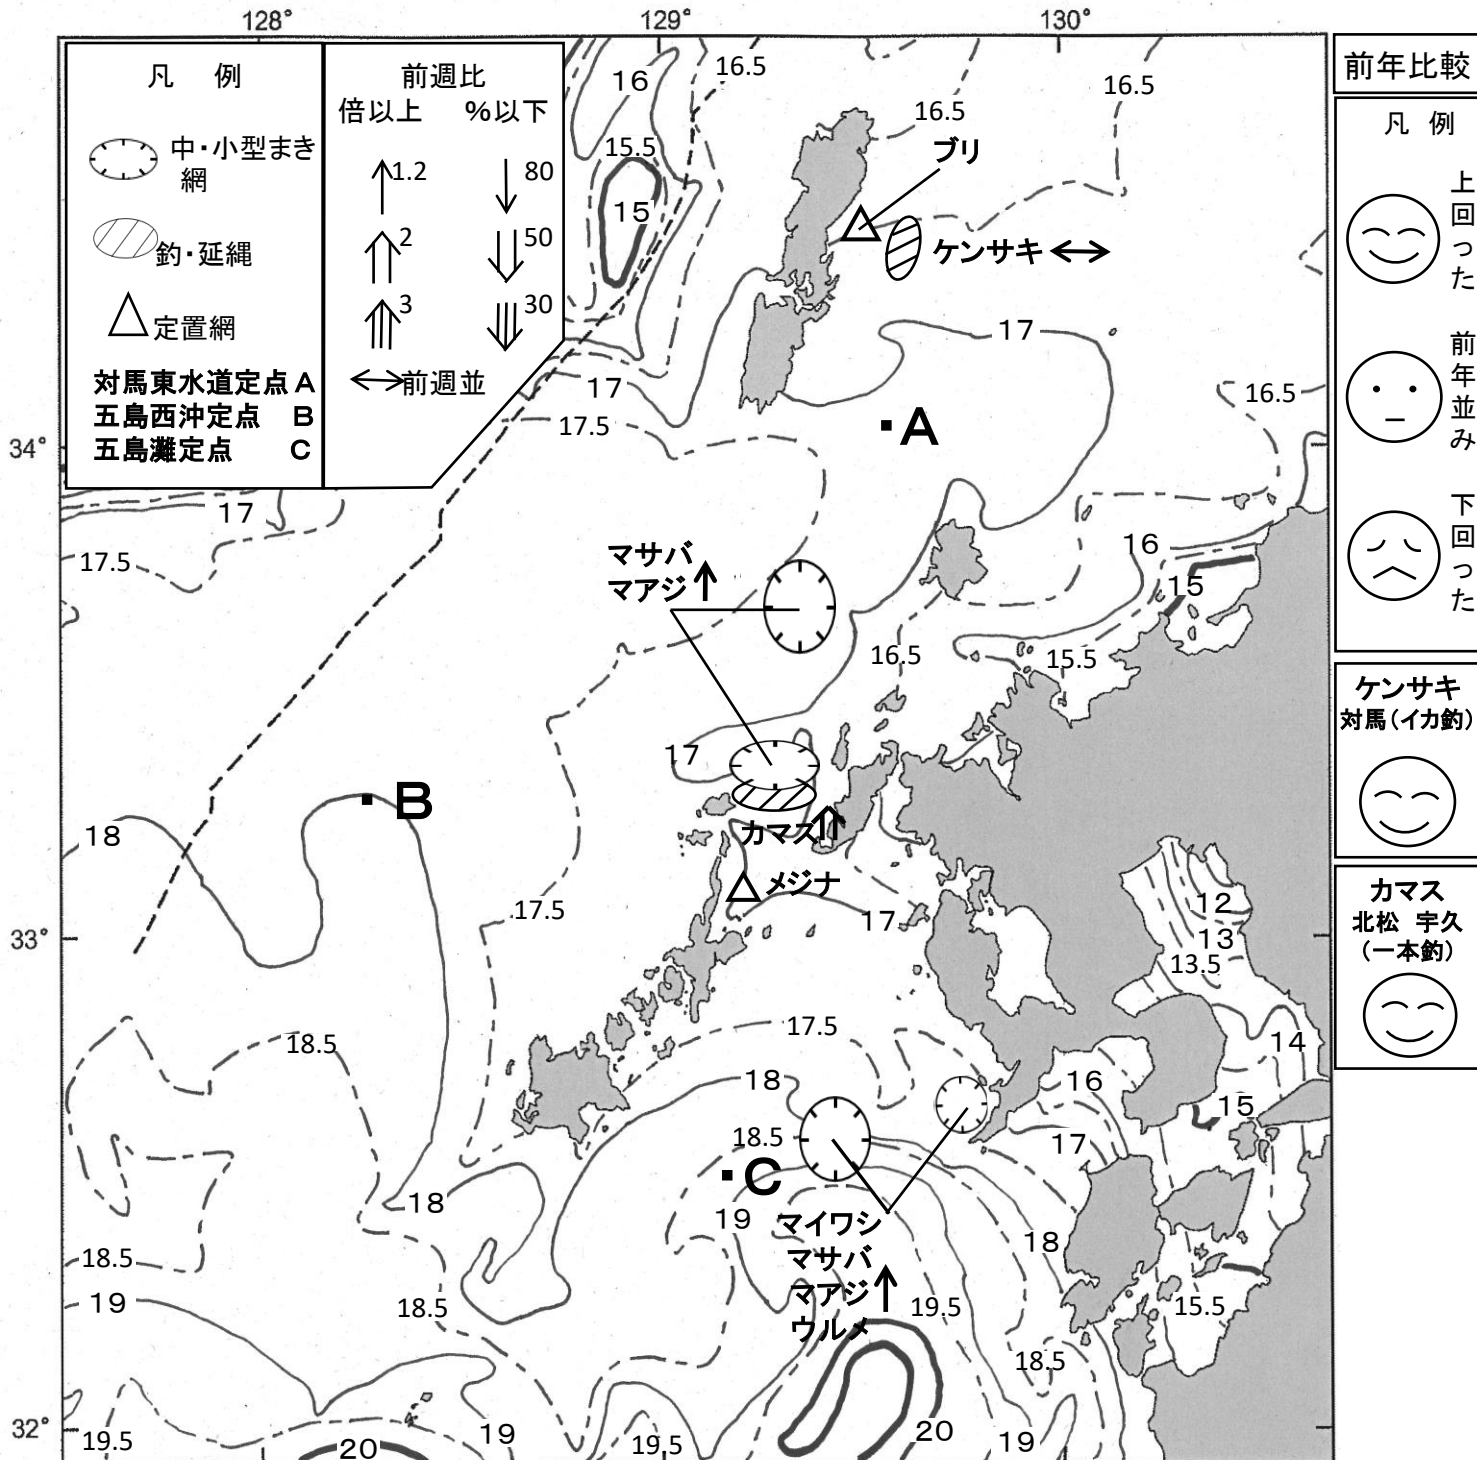 128°
129°
130°
凡 例
中・小型まき
網
釣・延縄
定置網
対馬東水道定点 A
五島西沖定点 B
五島灘定点 C
前週比
倍以上 %以下
1.2 80
2 50
3 30
前週並
前年比較
凡 例
上回った
前年並み
下回った
ケンサキ
対馬(イカ釣)
カマス
北松 宇久
(一本釣)
16
16.5
16.5
16.5
15.5
ブリ
15
ケンサキ
17
17
16.5
17.5
A
34°
17
17.5
16
マサバ
マアジ
15
16.5
15.5
17
B
18
カマス
メジナ
17.5
17
12
13
13.5
33°
17.5
18.5
14
18
16
15
18.5
17
C
18
19
マイワシ
マサバ
マアジ
ウルメ
18
18.5
19
18.5
19.5
15.5
18.5
32°
19.5
20
19
19.5
20
19